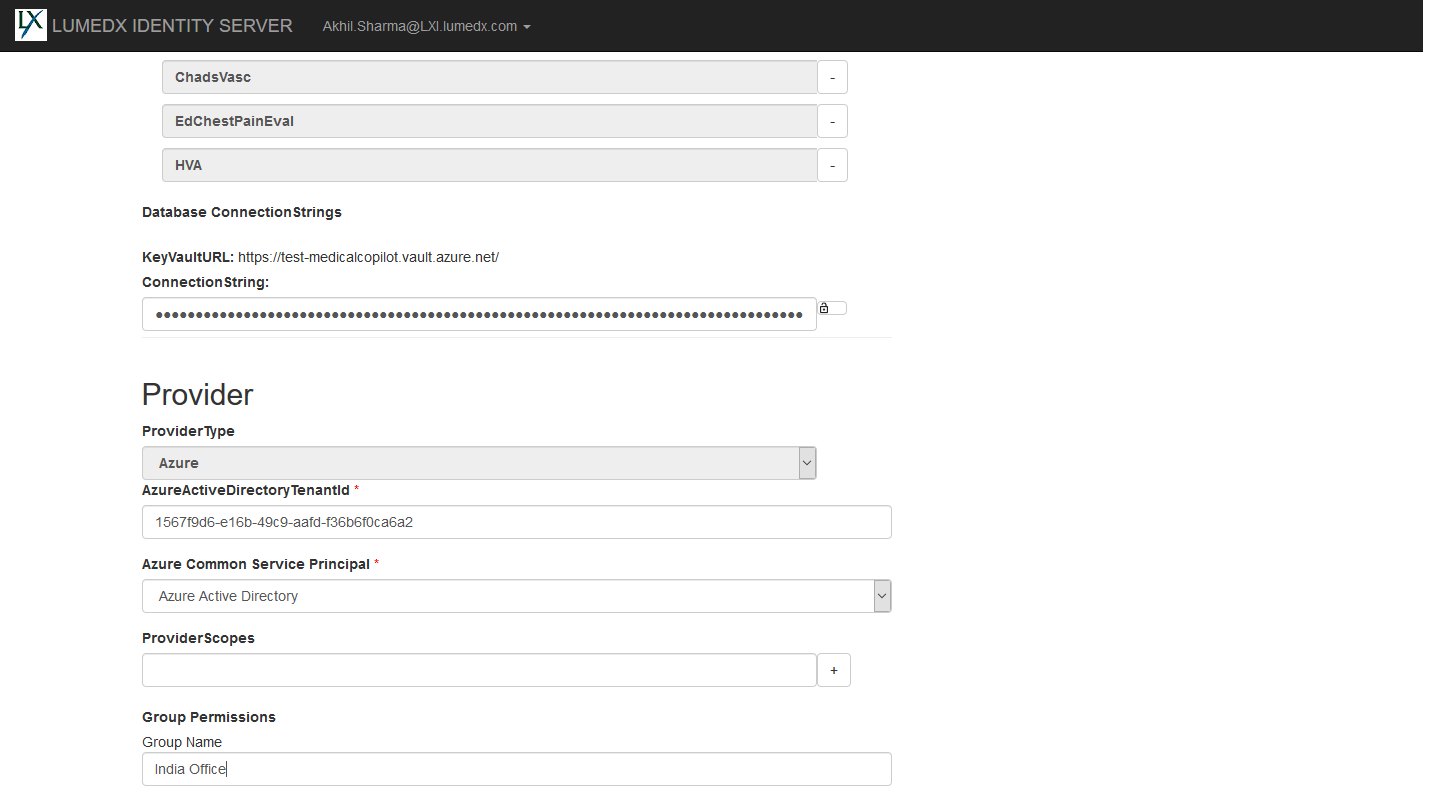 LX LUMEDX IDENTITY SERVER Akhil.Sharma@LXI.lumedx.com
ChadsVasc -
EdChestPainEval -
HVA -
Database ConnectionStrings
KeyVaultURL: https://test-medicalcopilot.vault.azure.net/
ConnectionString:
••••••••••••••••••••••••••••••••••••••••••••••••••••••••••••••••••••••••••••••••
Provider
ProviderType
Azure
AzureActiveDirectoryTenantId *
1567f9d6-e16b-49c9-aafd-f36b6f0ca6a2
Azure Common Service Principal *
Azure Active Directory
ProviderScopes
+
Group Permissions
Group Name
India Office